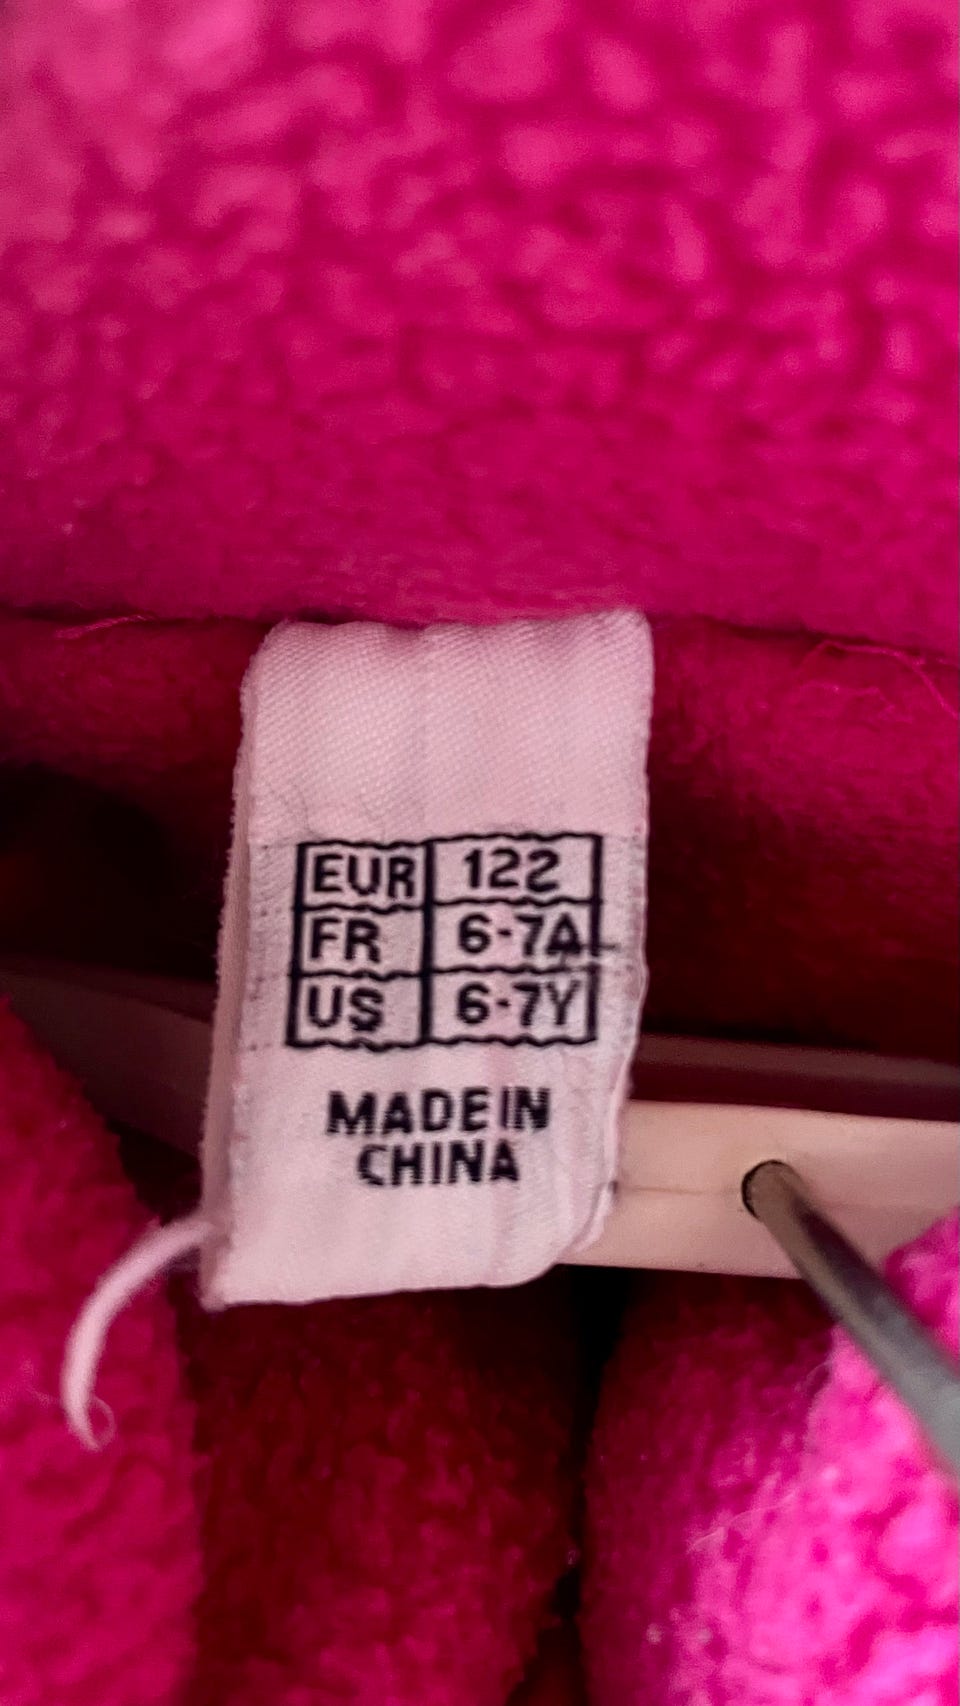 EUR 122
FR 6-7A
US 6-7Y
MADE IN
CHINA